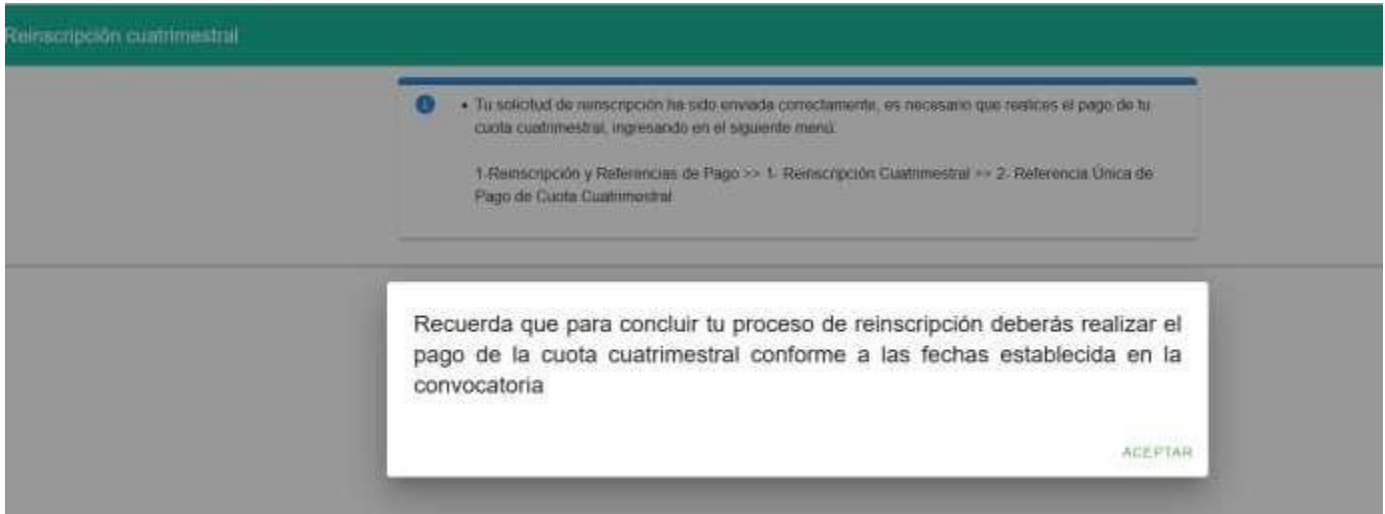 Reinscripción cuatrimestral
• Tu solicitud de reinscripción ha sido enviada correctamente, es necesario que realices el pago de tu
cuota cuatrimestral, ingresando en el siguiente menú:
1-Reinscripción y Referencias de Pago >> 1- Reinscripción Cuatrimestral >> 2- Referencia Única de
Pago de Cuota Cuatrimestral
Recuerda que para concluir tu proceso de reinscripción deberás realizar el
pago de la cuota cuatrimestral conforme a las fechas establecida en la
convocatoria
ACEPTAR